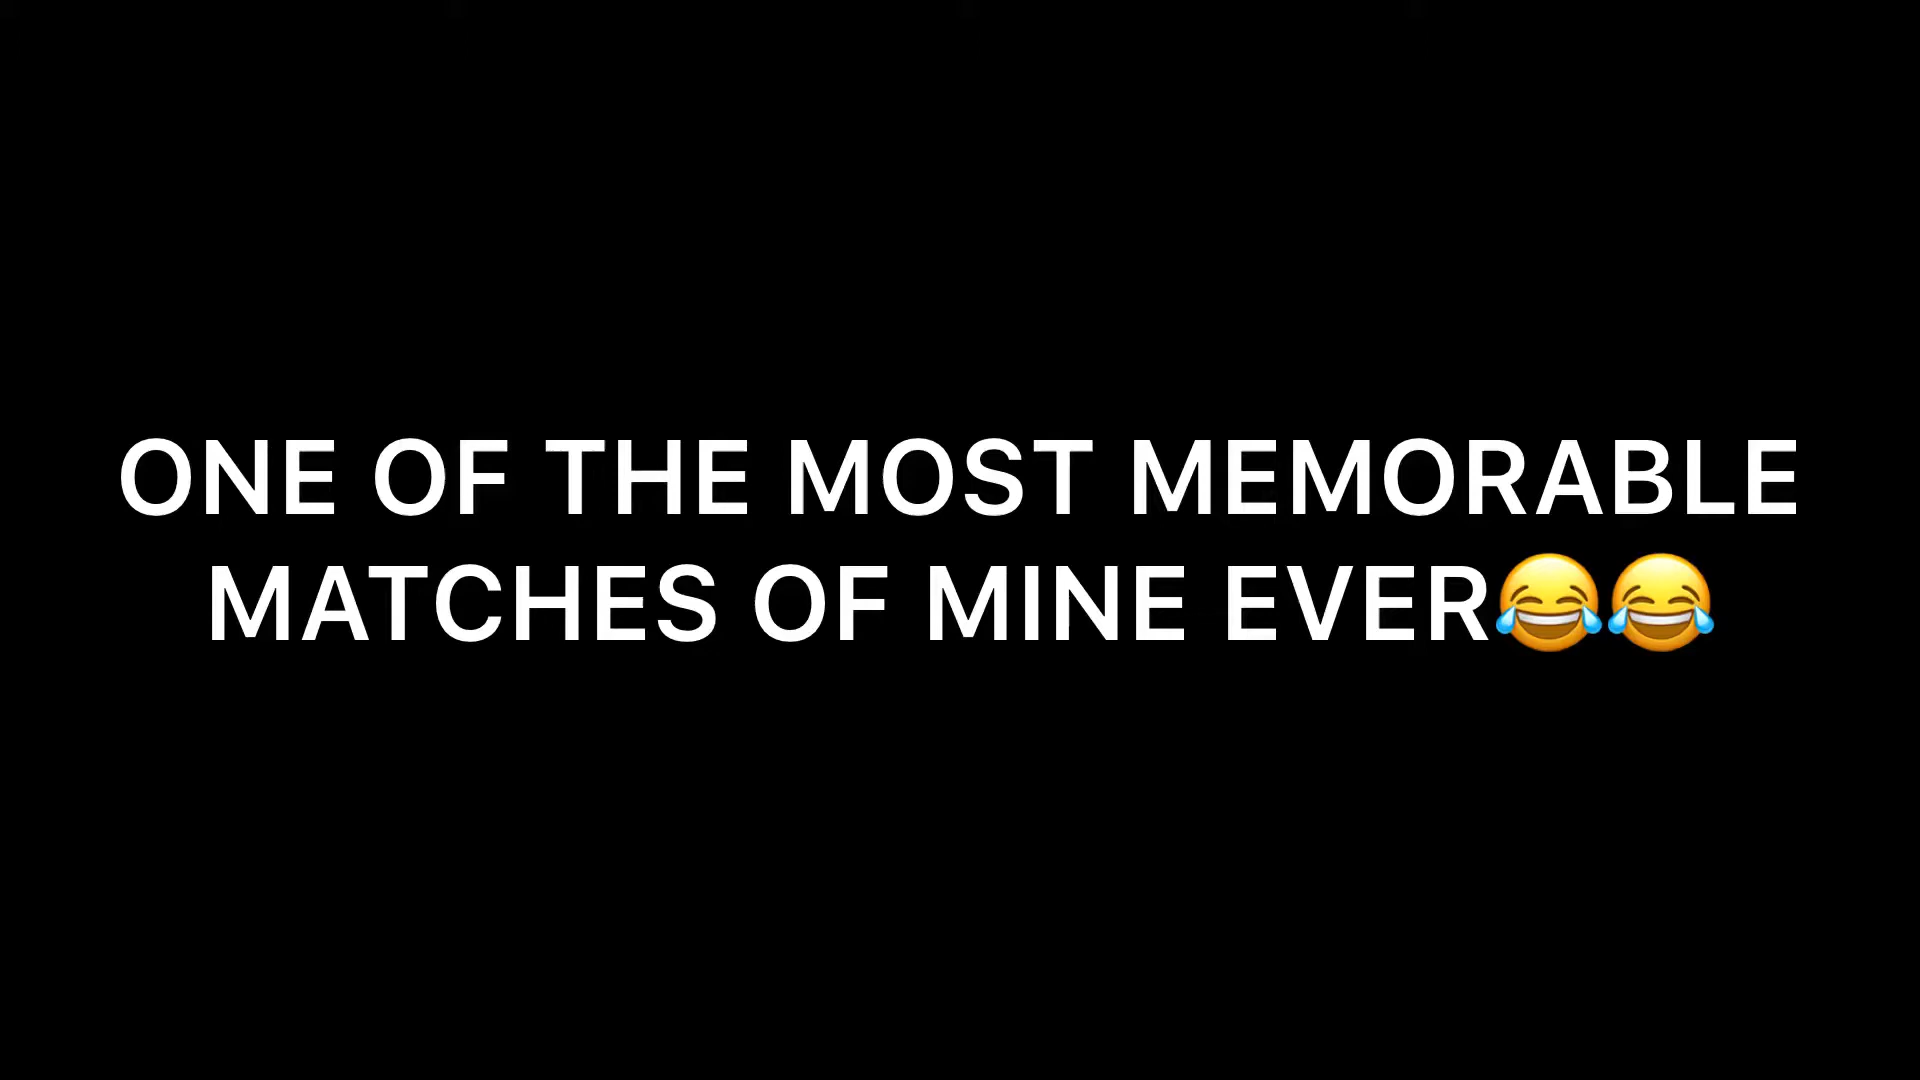 ONE OF THE MOST MEMORABLE
MATCHES OF MINE EVER😂😂